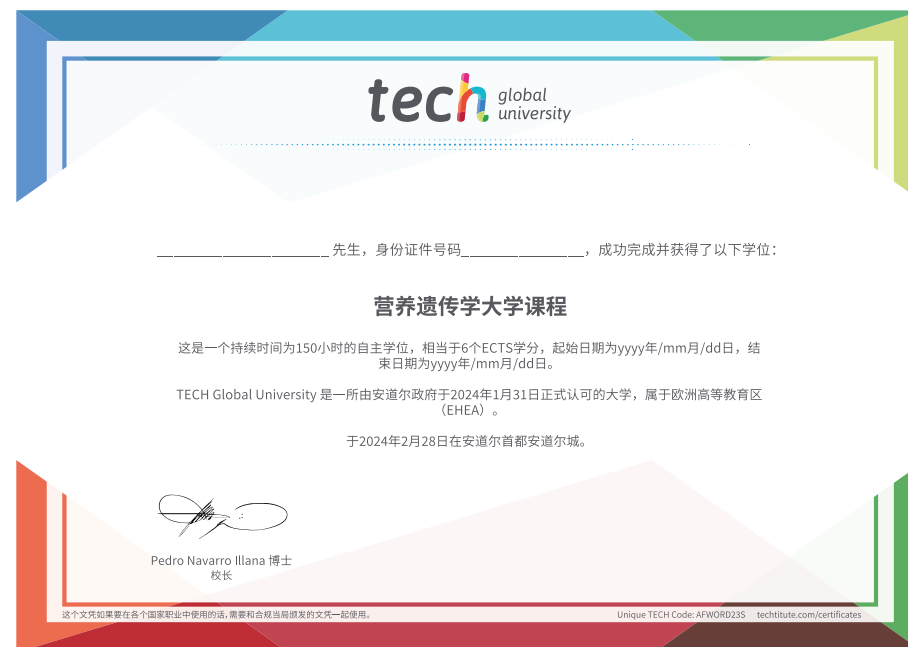 tech global
university
____________________ 先生，身份证件号码______________，成功完成并获得了以下学位：
营养遗传学大学课程
这是一个持续时间为150小时的自主学位，相当于6个ECTS学分，起始日期为yyyy年/mm月/dd日，结
束日期为yyyy年/mm月/dd日。
TECH Global University 是一所由安道尔政府于2024年1月31日正式认可的大学，属于欧洲高等教育区
（EHEA）。
于2024年2月28日在安道尔首都安道尔城。
Pedro Navarro Illana 博士
校长
这个文凭如果要在各个国家职业中使用的话，需要和合规当局颁发的文凭一起使用。
Unique TECH Code: AFWORD23S techtitute.com/certificates